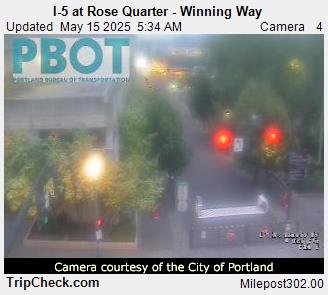 I-5 at Rose Quarter - Winning Way
Updated May 15 2025 5:34 AM Camera 4
PBOT
PORTLAND BUREAU OF TRANSPORTATION
Camera courtesy of the City of Portland
TripCheck.com Milepost302.00